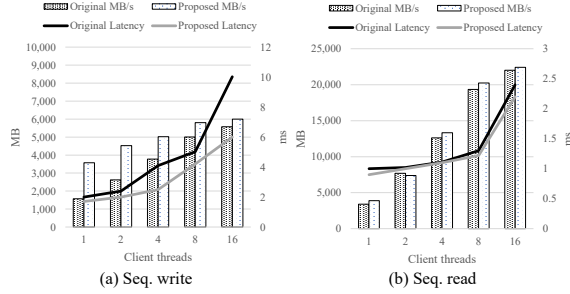 Original MB/s Proposed MB/s
Original Latency Proposed Latency
10,000
9,000
8,000
7,000
6,000
5,000
4,000
3,000
2,000
1,000
0
MB
12
10
8
6
4
2
0
ms
1 2 4 8 16
Client threads
(a) Seq. write
Original MB/s Proposed MB/s
Original Latency Proposed Latency
25,000
20,000
15,000
10,000
5,000
0
MB
3
2.5
2
1.5
1
0.5
0
ms
1 2 4 8 16
Client threads
(b) Seq. read